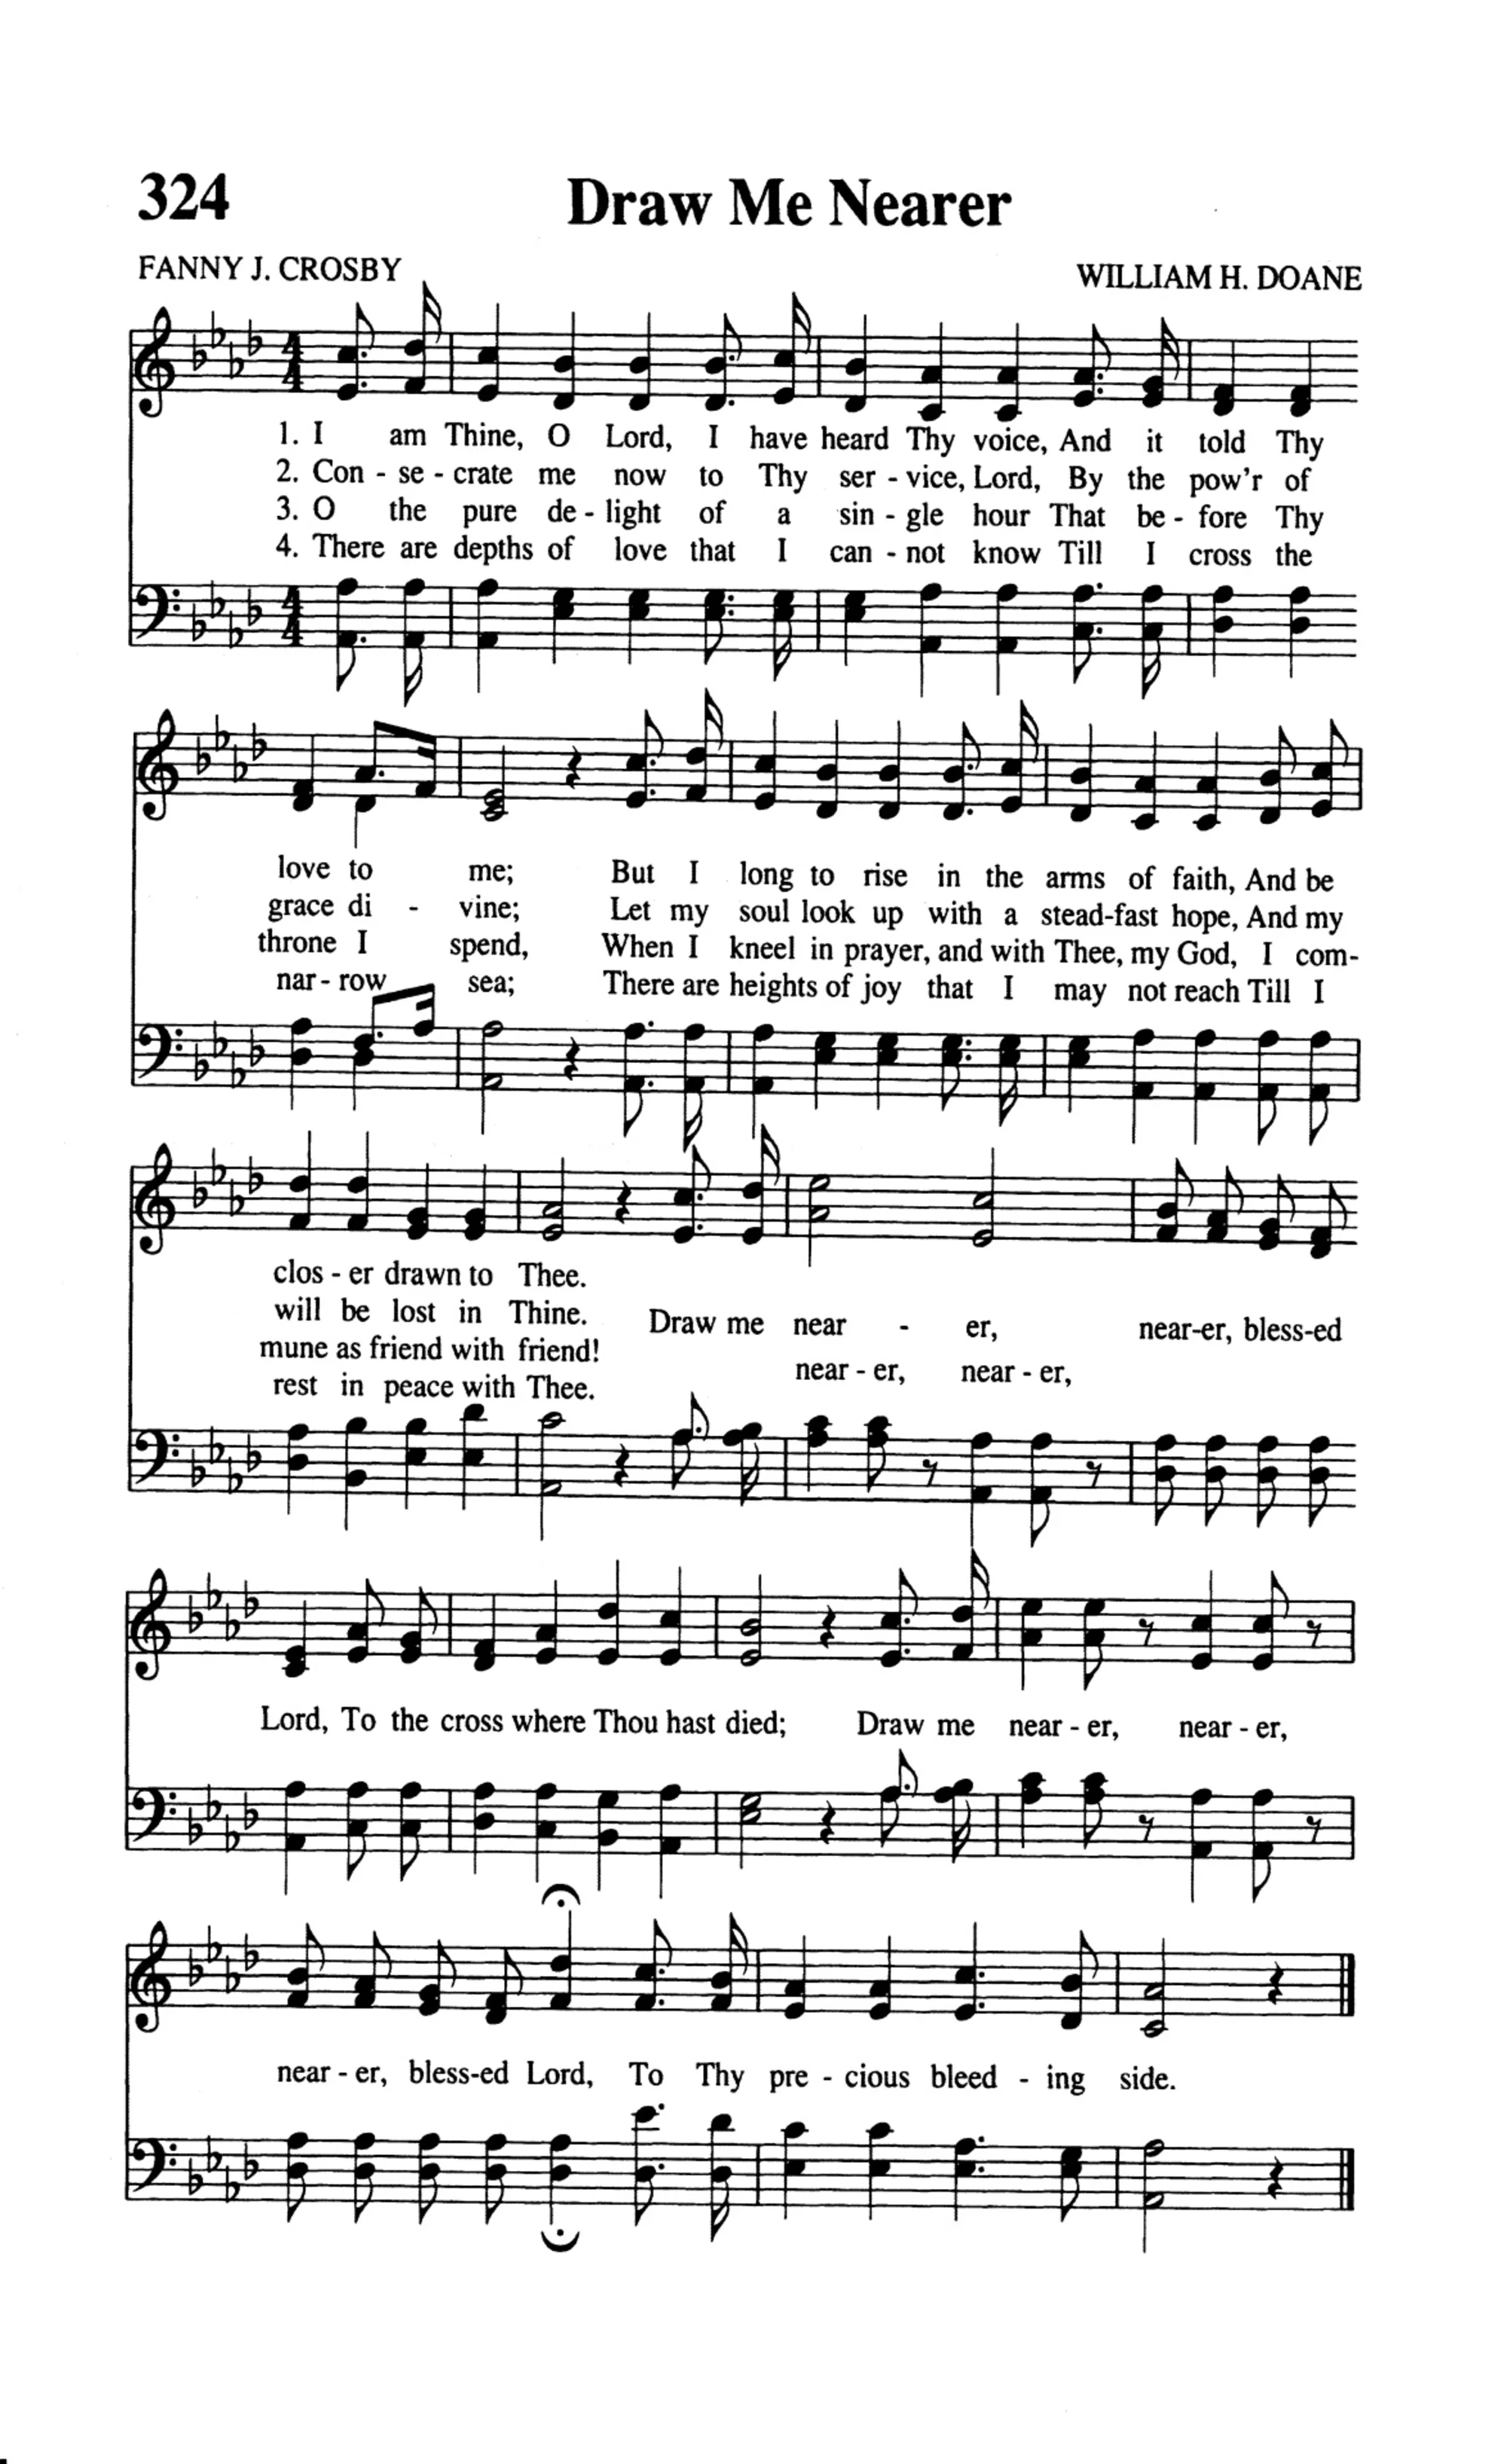 324 Draw Me Nearer
FANNY J. CROSBY WILLIAM H. DOANE
1. I am Thine, O Lord, I have heard Thy voice, And it told Thy
2. Con - se - crate me now to Thy ser - vice, Lord, By the pow'r of
3. O the pure de - light of a sin - gle hour That be - fore Thy
4. There are depths of love that I can - not know Till I cross the
love to me; But I long to rise in the arms of faith, And be
grace di - vine; Let my soul look up with a stead-fast hope, And my
throne I spend, When I kneel in prayer, and with Thee, my God, I com-
nar - row sea; There are heights of joy that I may not reach Till I
clos - er drawn to Thee.
will be lost in Thine.
mune as friend with friend!
rest in peace with Thee.
Draw me near - er, near-er, bless-ed
near - er, near - er,
Lord, To the cross where Thou hast died; Draw me near - er, near - er,
near - er, bless-ed Lord, To Thy pre - cious bleed - ing side.